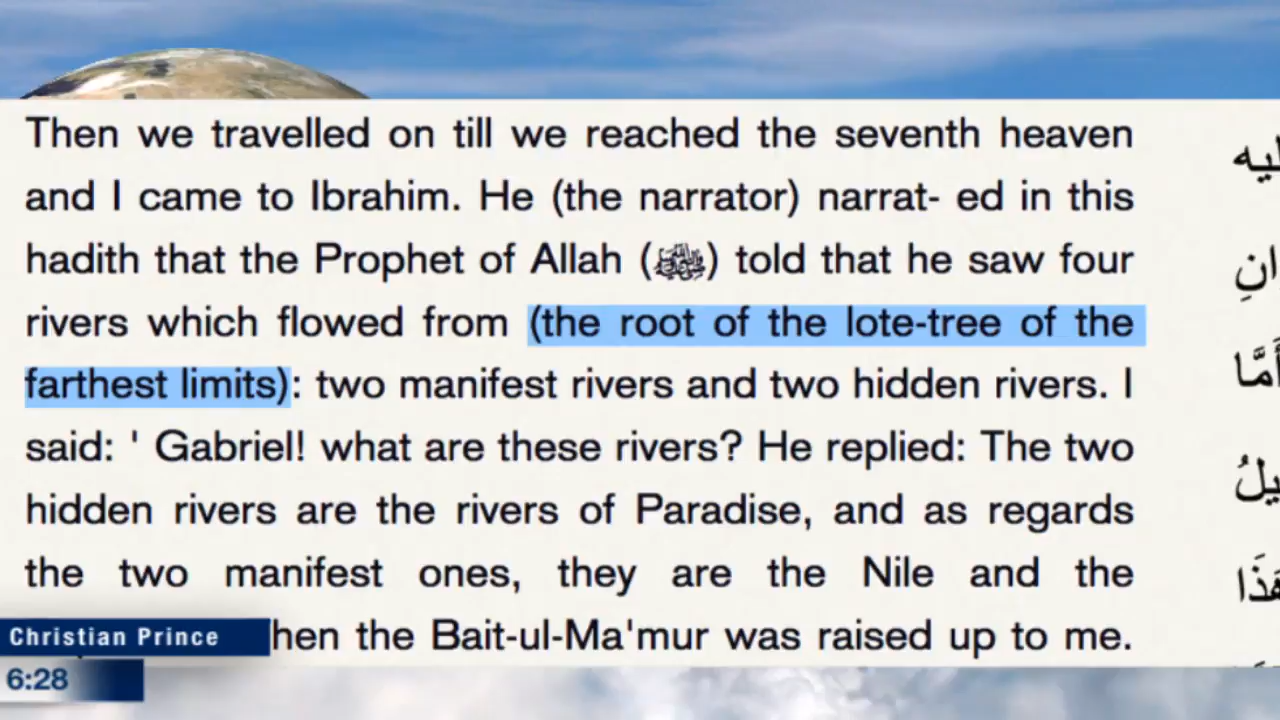 Then we travelled on till we reached the seventh heaven
and I came to Ibrahim. He (the narrator) narrat- ed in this
hadith that the Prophet of Allah (ﷺ) told that he saw four
rivers which flowed from (the root of the lote-tree of the
farthest limits): two manifest rivers and two hidden rivers. I
said: ' Gabriel! what are these rivers? He replied: The two
hidden rivers are the rivers of Paradise, and as regards
the two manifest ones, they are the Nile and the
hen the Bait-ul-Ma'mur was raised up to me.
Christian Prince
6:28